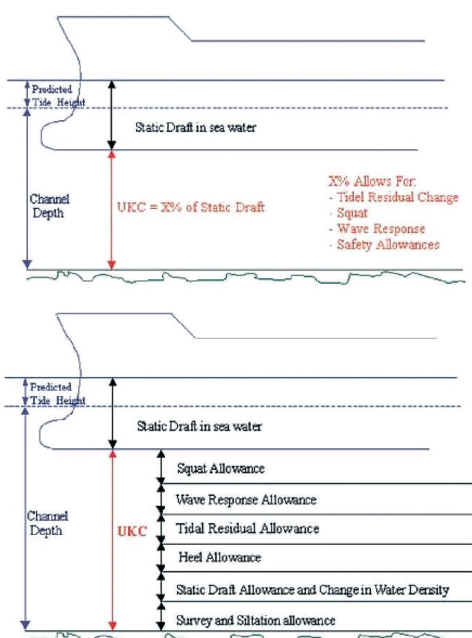 Predicted
Tide Height
Static Draft in sea water
Channel
Depth
UKC = X% of Static Draft
X% Allows For:
- Tidel Residual Change
- Squat
- Wave Response
- Safety Allowances
Predicted
Tide Height
Static Draft in sea water
Squat Allowance
Wave Response Allowance
Channel
Depth
UKC
Tidal Residual Allowance
Heel Allowance
Static Draft Allowance and Change in Water Density
Survey and Siltation allowance